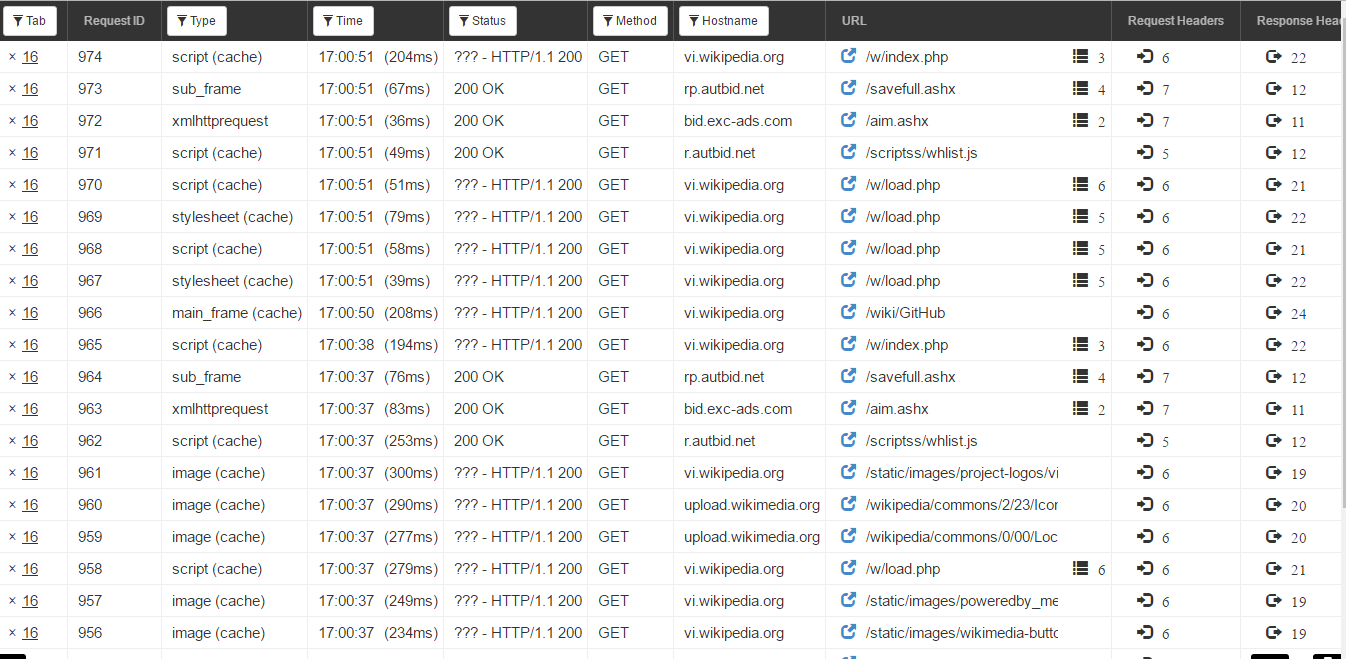 Tab Request ID Type Time Status Method Hostname URL Request Headers Response Hea
× 16 974 script (cache) 17:00:51 (204ms) ??? - HTTP/1.1 200 GET vi.wikipedia.org /w/index.php 3 6 22
× 16 973 sub_frame 17:00:51 (67ms) 200 OK GET rp.autbid.net /savefull.ashx 4 7 12
× 16 972 xmlhttprequest 17:00:51 (36ms) 200 OK GET bid.exc-ads.com /aim.ashx 2 7 11
× 16 971 script (cache) 17:00:51 (49ms) 200 OK GET r.autbid.net /scriptss/whlist.js 5 12
× 16 970 script (cache) 17:00:51 (51ms) ??? - HTTP/1.1 200 GET vi.wikipedia.org /w/load.php 6 6 21
× 16 969 stylesheet (cache) 17:00:51 (79ms) ??? - HTTP/1.1 200 GET vi.wikipedia.org /w/load.php 5 6 22
× 16 968 script (cache) 17:00:51 (58ms) ??? - HTTP/1.1 200 GET vi.wikipedia.org /w/load.php 5 6 21
× 16 967 stylesheet (cache) 17:00:51 (39ms) ??? - HTTP/1.1 200 GET vi.wikipedia.org /w/load.php 5 6 22
× 16 966 main_frame (cache) 17:00:50 (208ms) ??? - HTTP/1.1 200 GET vi.wikipedia.org /wiki/GitHub 6 24
× 16 965 script (cache) 17:00:38 (194ms) ??? - HTTP/1.1 200 GET vi.wikipedia.org /w/index.php 3 6 22
× 16 964 sub_frame 17:00:37 (76ms) 200 OK GET rp.autbid.net /savefull.ashx 4 7 12
× 16 963 xmlhttprequest 17:00:37 (83ms) 200 OK GET bid.exc-ads.com /aim.ashx 2 7 11
× 16 962 script (cache) 17:00:37 (253ms) 200 OK GET r.autbid.net /scriptss/whlist.js 5 12
× 16 961 image (cache) 17:00:37 (300ms) ??? - HTTP/1.1 200 GET vi.wikipedia.org /static/images/project-logos/vi 6 19
× 16 960 image (cache) 17:00:37 (290ms) ??? - HTTP/1.1 200 GET upload.wikimedia.org /wikipedia/commons/2/23/Icor 6 20
× 16 959 image (cache) 17:00:37 (277ms) ??? - HTTP/1.1 200 GET upload.wikimedia.org /wikipedia/commons/0/00/Loc 6 20
× 16 958 script (cache) 17:00:37 (279ms) ??? - HTTP/1.1 200 GET vi.wikipedia.org /w/load.php 6 6 21
× 16 957 image (cache) 17:00:37 (249ms) ??? - HTTP/1.1 200 GET vi.wikipedia.org /static/images/poweredby_me 6 19
× 16 956 image (cache) 17:00:37 (234ms) ??? - HTTP/1.1 200 GET vi.wikipedia.org /static/images/wikimedia-butto 6 19